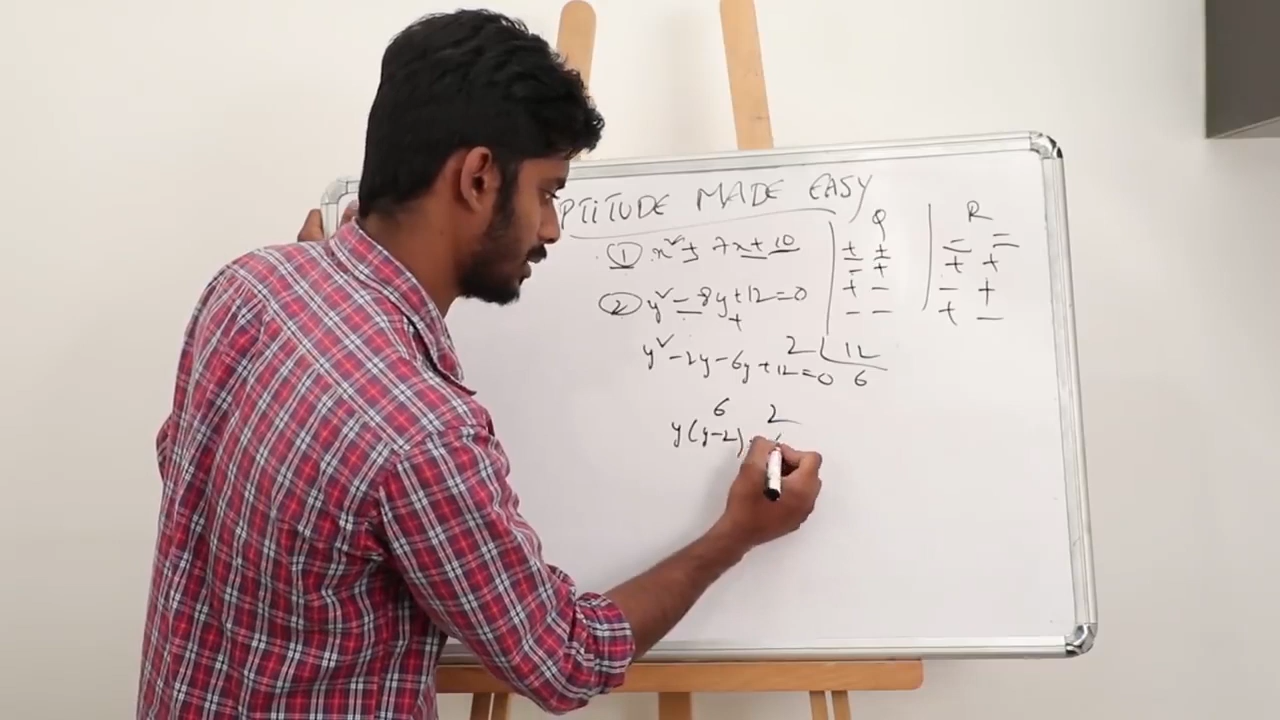 PTITUDE MADE EASY
① x² + 7x + 10
② y² - 8y + 12 = 0
+
y² - 2y - 6y + 12 = 0
2 12
6
6 2
y(y-2)
Q
+ +
- +
+ -
- -
R
- -
+ +
- +
+ -